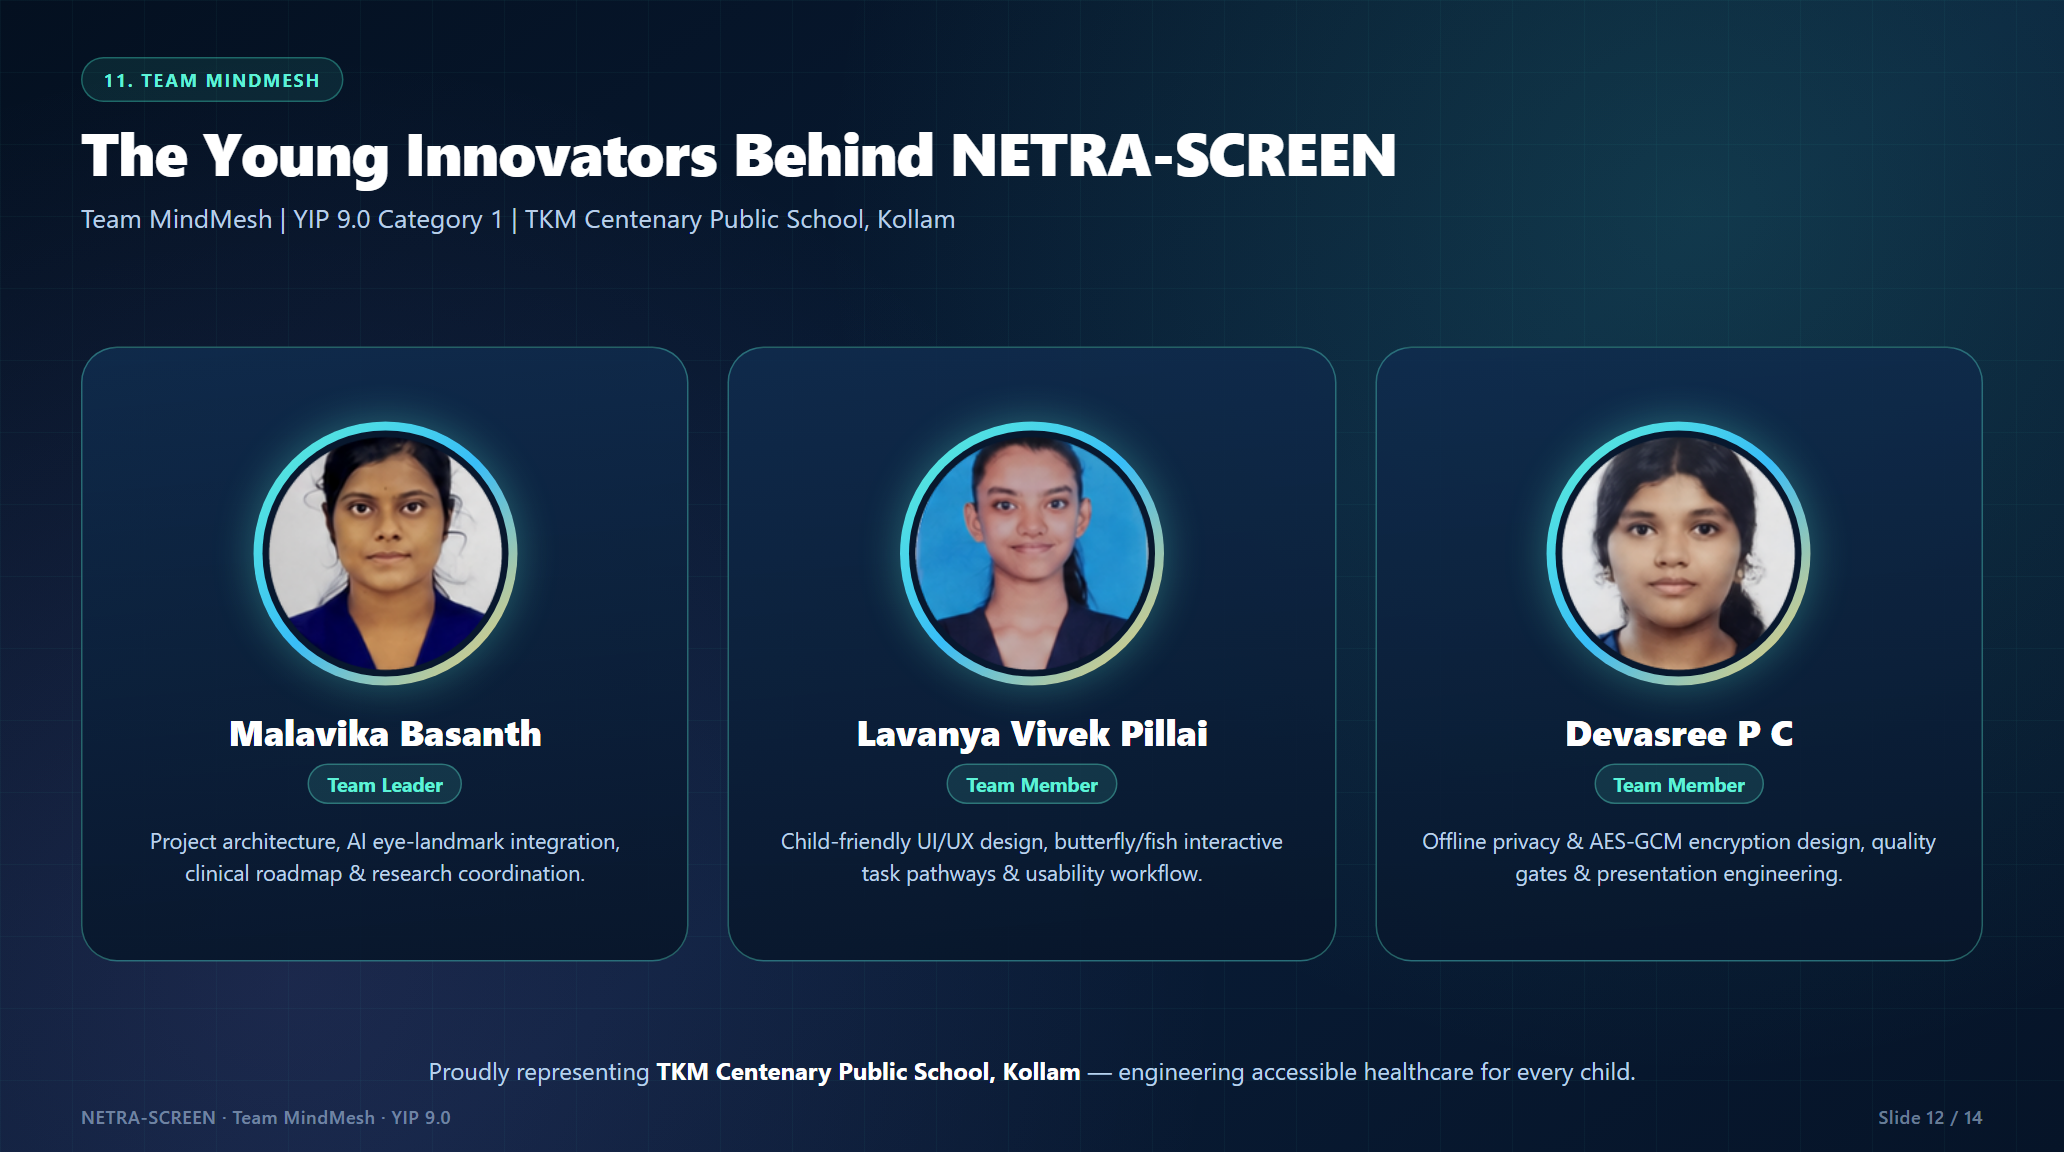 11. TEAM MINDMESH
The Young Innovators Behind NETRA-SCREEN
Team MindMesh | YIP 9.0 Category 1 | TKM Centenary Public School, Kollam
Malavika Basanth
Team Leader
Project architecture, AI eye-landmark integration,
clinical roadmap & research coordination.
Lavanya Vivek Pillai
Team Member
Child-friendly UI/UX design, butterfly/fish interactive
task pathways & usability workflow.
Devasree P C
Team Member
Offline privacy & AES-GCM encryption design, quality
gates & presentation engineering.
Proudly representing TKM Centenary Public School, Kollam — engineering accessible healthcare for every child.
NETRA-SCREEN · Team MindMesh · YIP 9.0
Slide 12 / 14